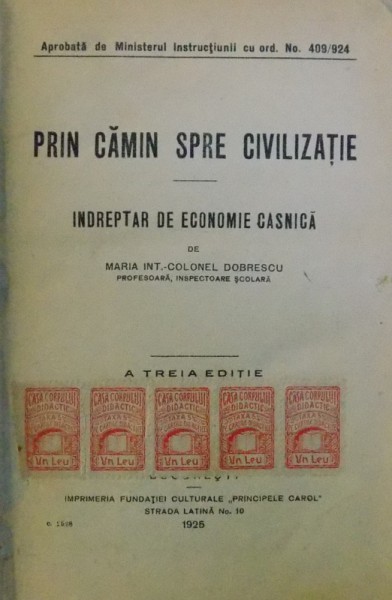 Aprobată de Ministerul Instrucțiunii cu ord. No. 409/924
PRIN CĂMIN SPRE CIVILIZAȚIE
INDREPTAR DE ECONOMIE CASNICĂ
DE
MARIA INT.-COLONEL DOBRESCU
PROFESOARĂ, INSPECTOARE ȘCOLARĂ
A TREIA EDIȚIE
CASA CORPULUI DIDACTIC
Un Leu
CASA CORPULUI DIDACTIC
Un Leu
CASA CORPULUI DIDACTIC
Un Leu
CASA CORPULUI DIDACTIC
Un Leu
CASA CORPULUI DIDACTIC
Un Leu
BUCUREȘTI
IMPRIMERIA FUNDAȚIEI CULTURALE „PRINCIPELE CAROL"
STRADA LATINĂ No. 10
1925